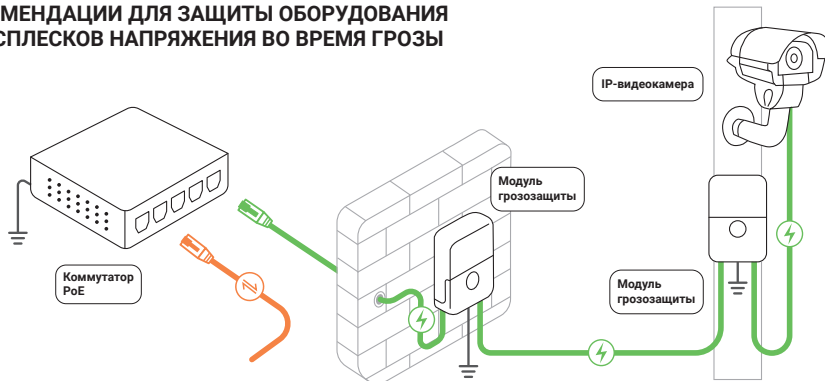 МЕНДАЦИИ ДЛЯ ЗАЩИТЫ ОБОРУДОВАНИЯ
СПЛЕСКОВ НАПРЯЖЕНИЯ ВО ВРЕМЯ ГРОЗЫ
IP-видеокамера
Модуль
грозозащиты
Коммутатор
PoE
Модуль
грозозащиты